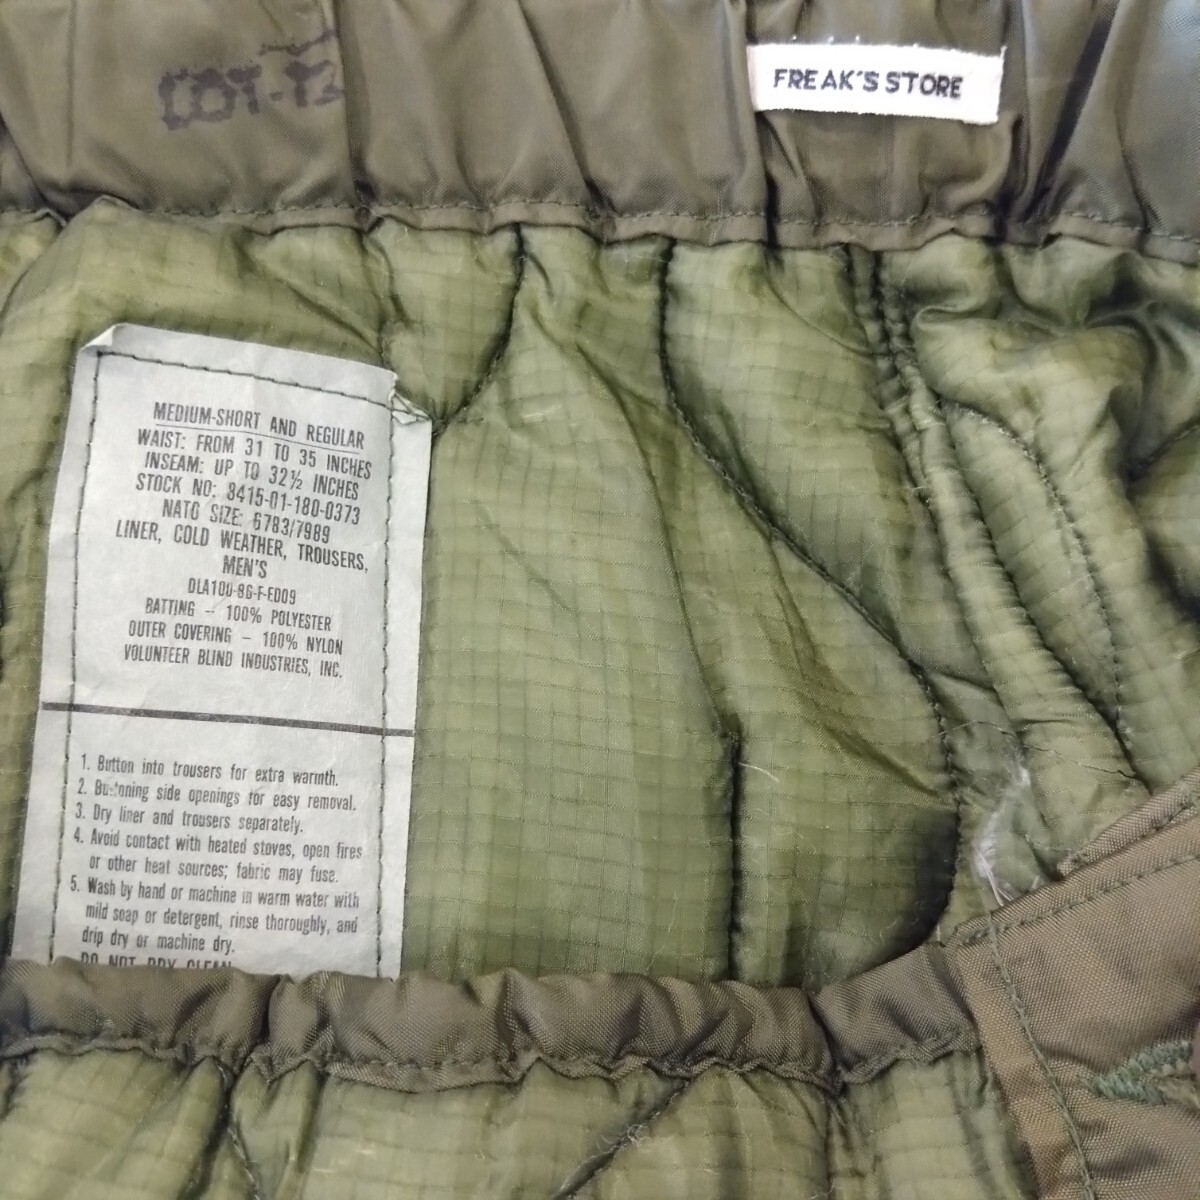 FREAK'S STORE
MEDIUM-SHORT AND REGULAR
WAIST: FROM 31 TO 35 INCHES
INSEAM: UP TO 32½ INCHES
STOCK NO: 8415-01-180-0373
NATO SIZE: 6783/7989
LINER, COLD WEATHER, TROUSERS,
MEN'S
DLA100-86-F-ED09
BATTING – 100% POLYESTER
OUTER COVERING – 100% NYLON
VOLUNTEER BLIND INDUSTRIES, INC.
1. Button into trousers for extra warmth.
2. Buttoning side openings for easy removal.
3. Dry liner and trousers separately.
4. Avoid contact with heated stoves, open fires
or other heat sources; fabric may fuse.
5. Wash by hand or machine in warm water with
mild soap or detergent, rinse thoroughly, and
drip dry or machine dry.
DO NOT DRY CLEAN